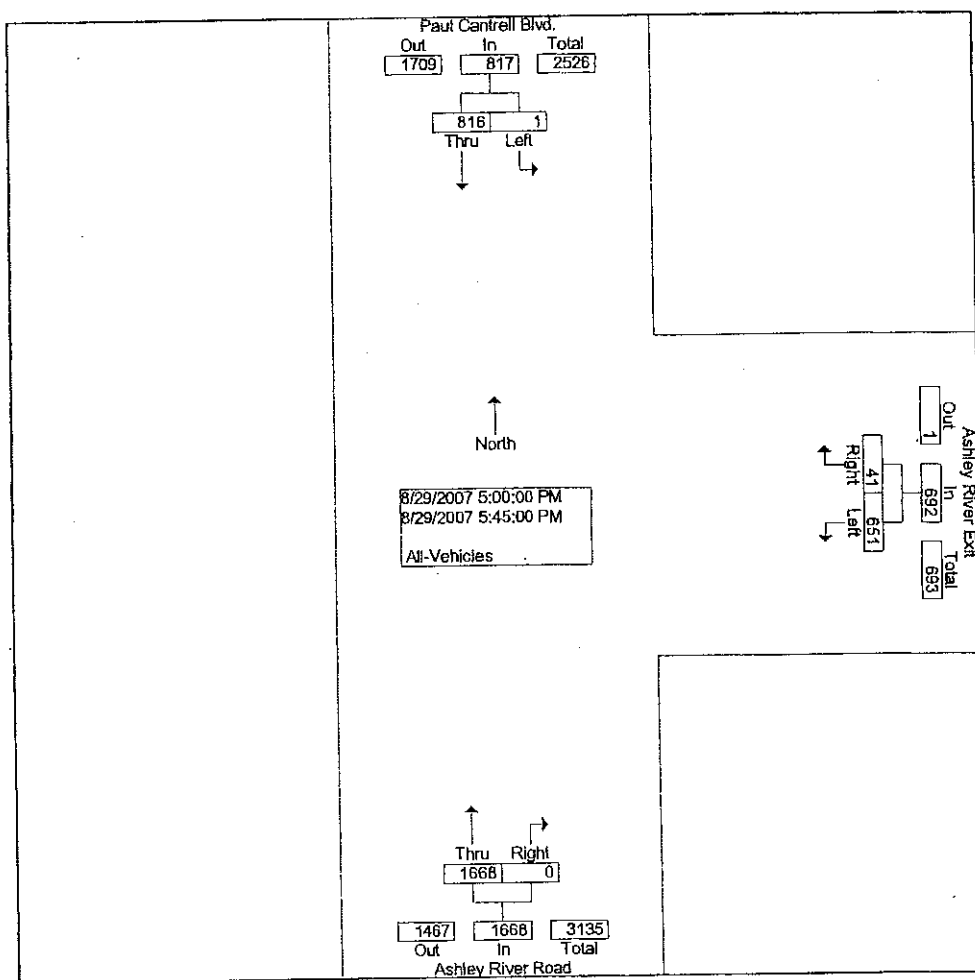 Paul Cantrell Blvd.
Out In Total
1709 817 2526
816 1
Thru Left
North
8/29/2007 5:00:00 PM
8/29/2007 5:45:00 PM
All-Vehicles
Ashley River Exit
Out In Total
1 692 693
41 651
Right Left
Thru Right
1668 0
1467 1668 3135
Out In Total
Ashley River Road